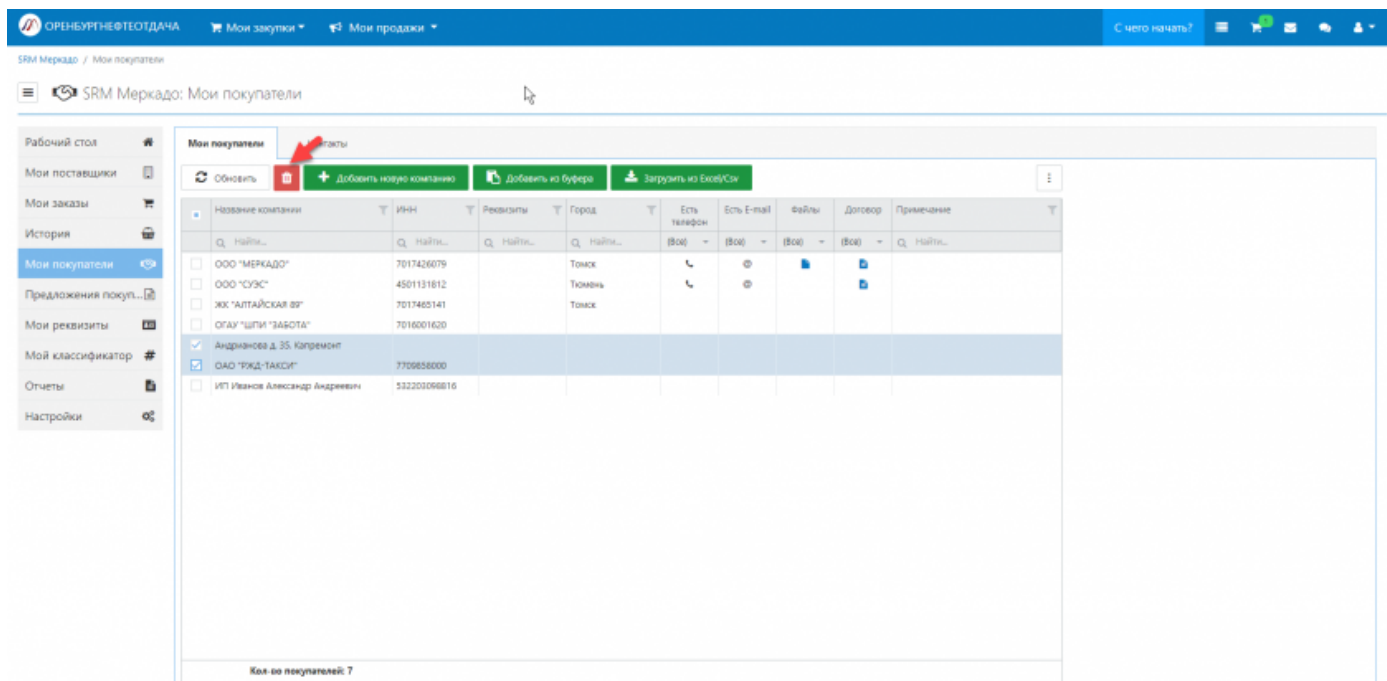 ОРЕНБУРГНЕФТЕОТДАЧА Мои закупки Мои продажи С чего начать?
SRM Меркадо / Мои покупатели
SRM Меркадо: Мои покупатели
Рабочий стол
Мои поставщики
Мои заказы
История
Мои покупатели
Предложения покуп...
Мои реквизиты
Мой классификатор
Отчеты
Настройки
Мои покупатели
Обновить Добавить новую компанию Добавить из буфера Загрузить из Excel/Csv
Название компании ИНН Реквизиты Город Есть телефон Есть E-mail Файлы Договор Примечание
Найти... Найти... Найти... Найти... (Все) (Все) (Все) (Все) Найти...
ООО "МЕРКАДО" 7017426079 Томск
ООО "СУЭС" 4501131812 Тюмень
ЖК "АЛТАЙСКАЯ 89" 7017465141 Томск
ОГАУ "ШПИ "ЗАБОТА" 7016001620
Андрианова д. 35. Капремонт
ОАО "РЖД-ТАКСИ" 7709858000
ИП Иванов Александр Андреевич 532203098816
Кол-во покупателей: 7